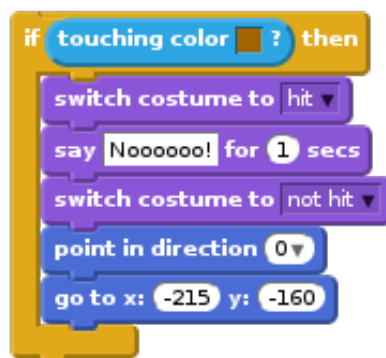 if touching color ? then
switch costume to hit
say Noooooo! for 1 secs
switch costume to not hit
point in direction 0
go to x: -215 y: -160